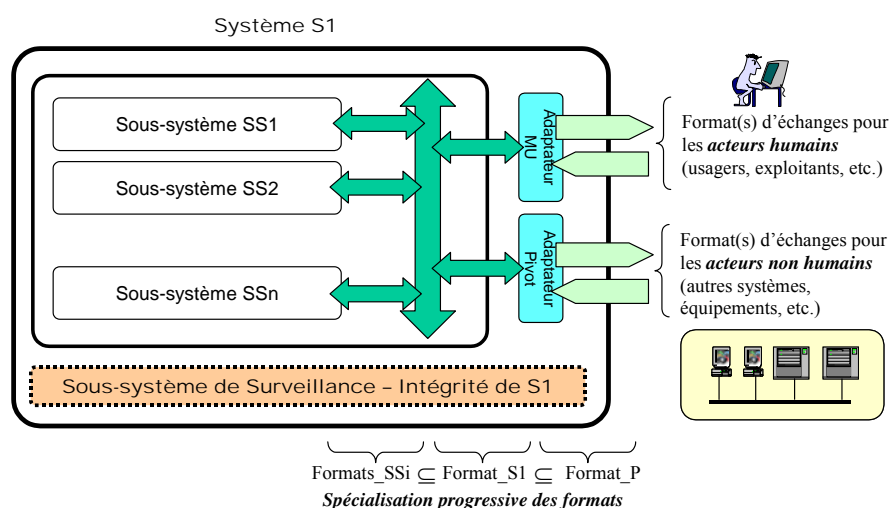 Système S1
Sous-système SS1
Sous-système SS2
Sous-système SSn
Adaptateur
MU
Adaptateur
Pivot
Format(s) d’échanges pour
les acteurs humains
(usagers, exploitants, etc.)
Format(s) d’échanges pour
les acteurs non humains
(autres systèmes,
équipements, etc.)
Sous-système de Surveillance – Intégrité de S1
Formats_SSi ⊆ Format_S1 ⊆ Format_P
Spécialisation progressive des formats